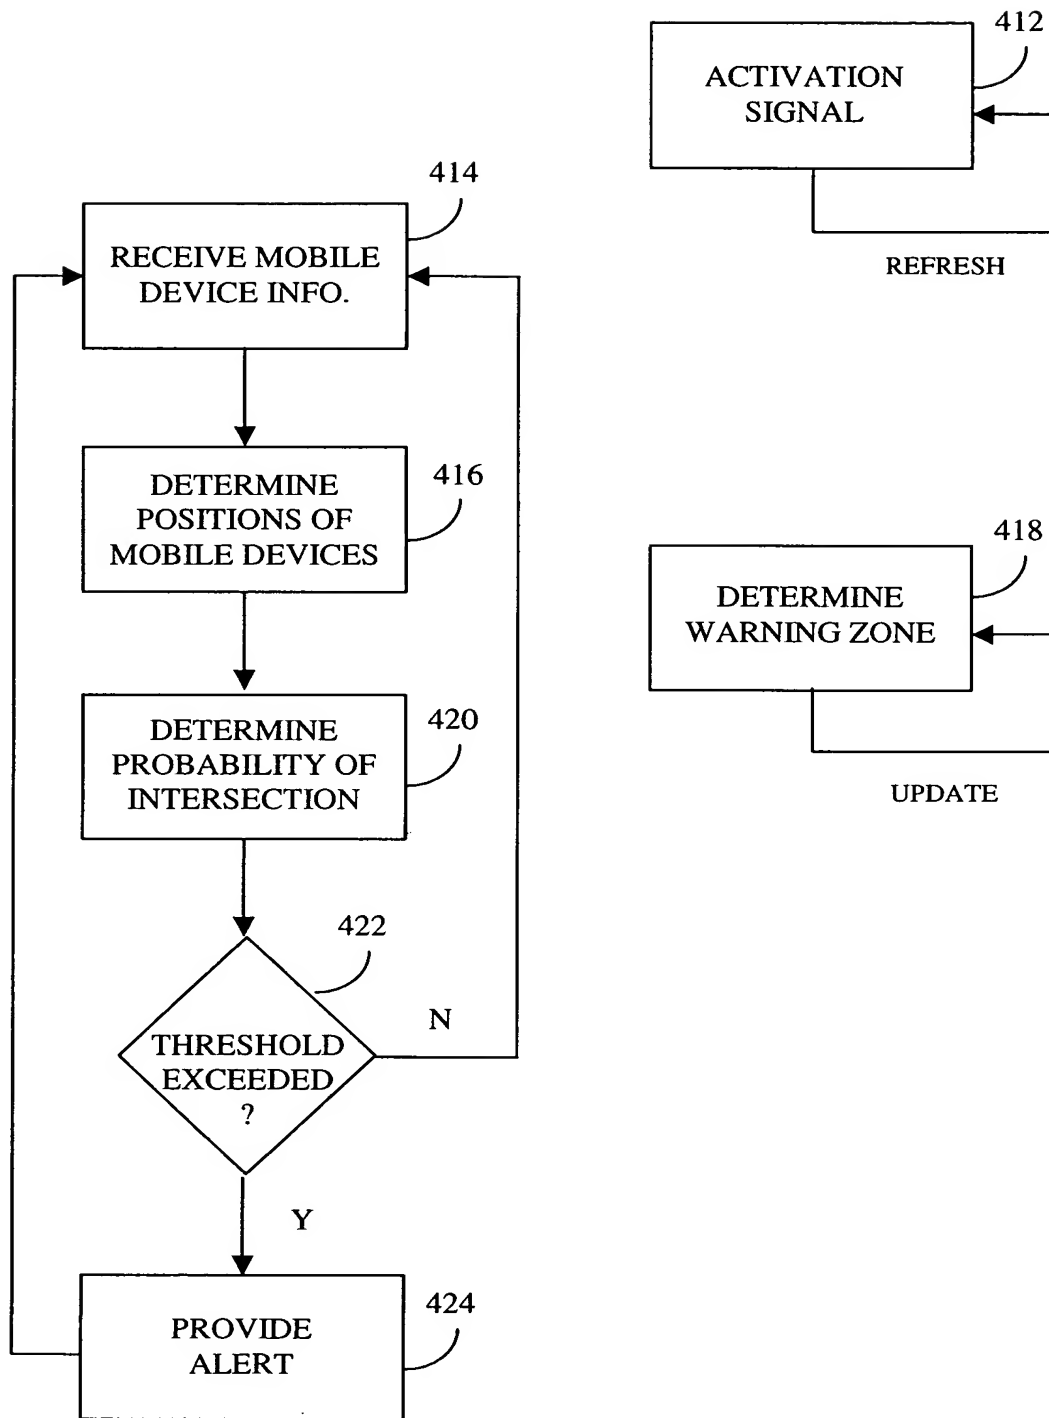 412
ACTIVATION
SIGNAL
REFRESH
414
RECEIVE MOBILE
DEVICE INFO.
416
DETERMINE
POSITIONS OF
MOBILE DEVICES
418
DETERMINE
WARNING ZONE
UPDATE
420
DETERMINE
PROBABILITY OF
INTERSECTION
422
THRESHOLD
EXCEEDED
?
N
Y
424
PROVIDE
ALERT